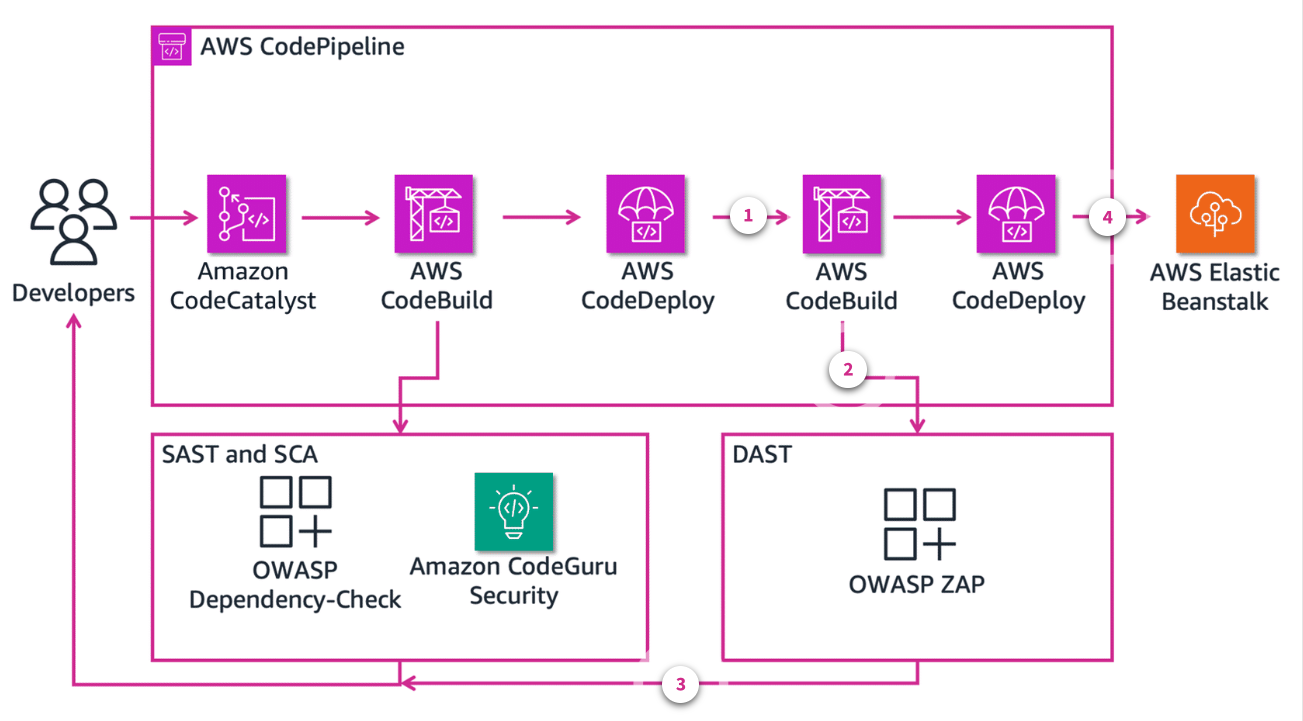 AWS CodePipeline
Developers
Amazon
CodeCatalyst
AWS
CodeBuild
AWS
CodeDeploy
1
AWS
CodeBuild
AWS
CodeDeploy
4
AWS Elastic
Beanstalk
2
SAST and SCA
OWASP
Dependency-Check
Amazon CodeGuru
Security
DAST
OWASP ZAP
3